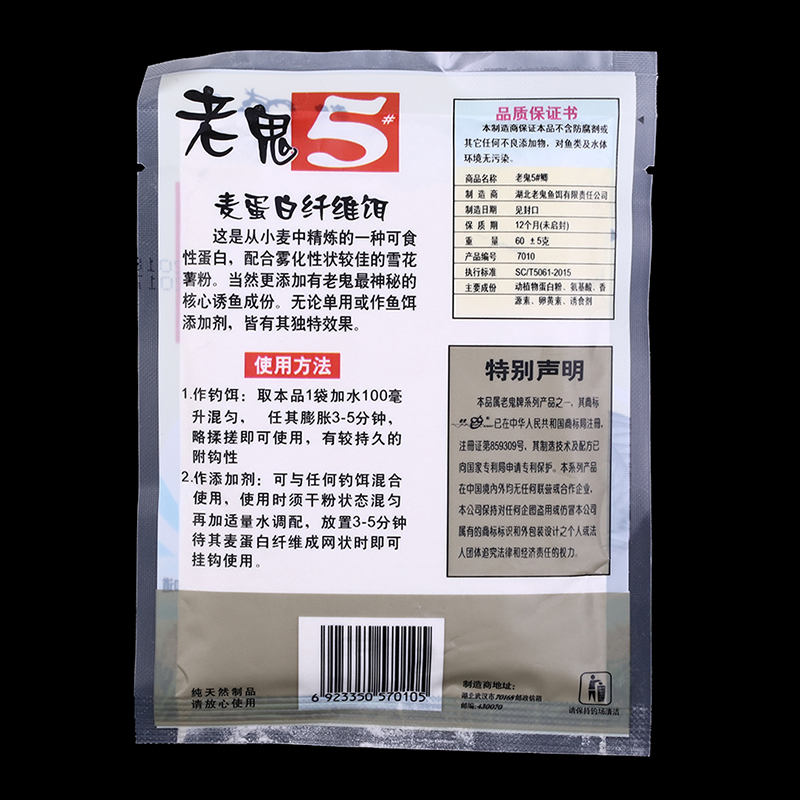 老鬼5#
麦蛋白纤维饵
这是从小麦中精炼的一种可食
性蛋白，配合雾化性状较佳的雪花
薯粉。当然更添加有老鬼最神秘的
核心诱鱼成份。无论单用或作鱼饵
添加剂，皆有其独特效果。
使用方法
1.作钓饵：取本品1袋加水100毫
升混匀，任其膨胀3-5分钟，
略揉搓即可使用，有较持久的
附钩性
2.作添加剂：可与任何钓饵混合
使用，使用时须干粉状态混匀
再加适量水调配，放置3-5分钟
待其麦蛋白纤维成网状时即可
挂钩使用。
品质保证书
本制造商保证本品不含防腐剂或
其它任何不良添加物，对鱼类及水体
环境无污染。
商品名称 老鬼5#鲫
制造商 湖北老鬼鱼饵有限责任公司
制造日期 见封口
保质期 12个月(未启封)
重量 60 ±5克
产品编号 7010
执行标准 SC/T5061-2015
主要成份 动植物蛋白粉、氨基酸、香
源素、卵黄素、诱食剂
特别声明
本品属老鬼牌系列产品之一，其商标
已在中华人民共和国商标局注册，
注册证第859309号，其制造技术及配方已
向国家专利局申请专利保护。本系列产品
在中国境内外均无任何联营或合作企业，
本公司保持对任何企图盗用或仿冒本公司
属有的商标标识和外包装设计之个人或法
人团体追究法律和经济责任的权力。
纯天然制品
请放心使用
6 923350 570105
制造商地址：
湖北武汉市70168邮政信箱
邮编：430070
请保持钓场清洁